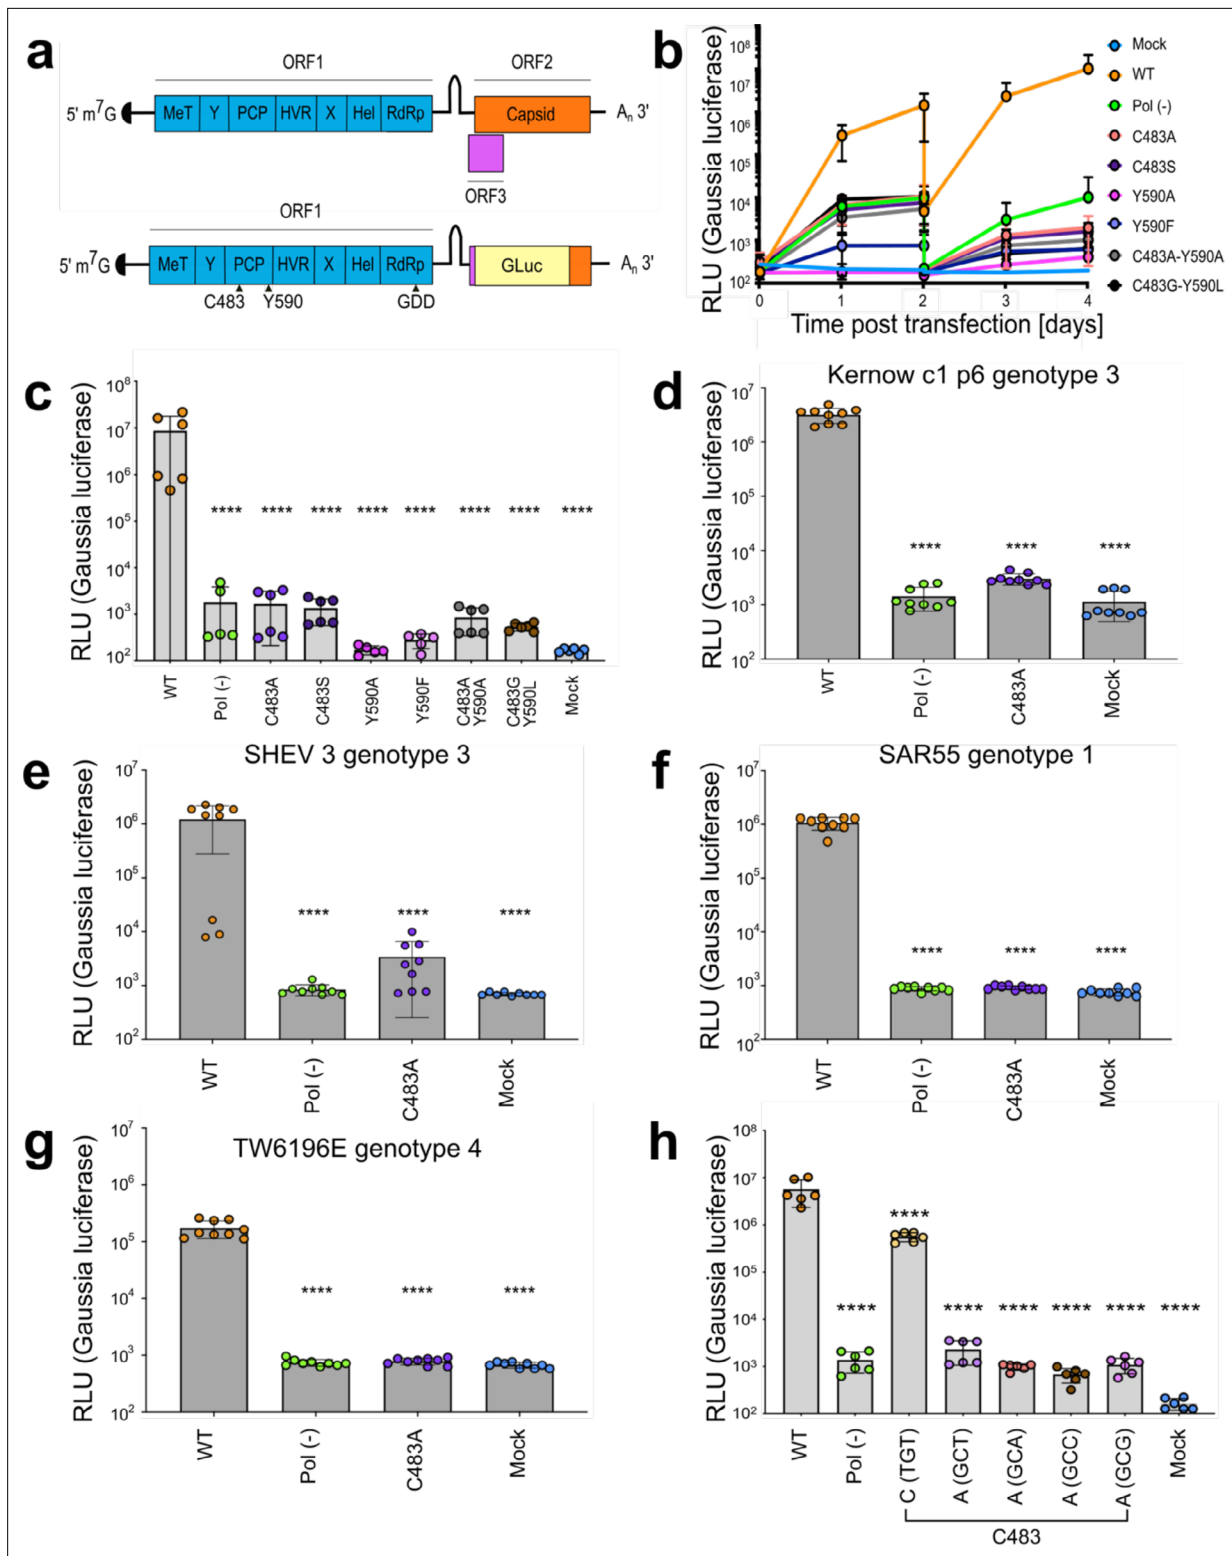 a
ORF1
ORF2
5' m7G
MeT Y PCP HVR X Hel RdRp
Capsid
An 3'
ORF3
ORF1
5' m7G
MeT Y PCP HVR X Hel RdRp
GLuc
An 3'
C483 Y590 GDD
b
RLU (Gaussia luciferase)
10^8
10^7
10^6
10^5
10^4
10^3
10^2
0 1 2 3 4
Time post transfection [days]
Mock
WT
Pol (-)
C483A
C483S
Y590A
Y590F
C483A-Y590A
C483G-Y590L
c
RLU (Gaussia luciferase)
10^8
10^7
10^6
10^5
10^4
10^3
10^2
**** **** **** **** **** **** **** ****
WT
Pol (-)
C483A
C483S
Y590A
Y590F
C483A
Y590A
C483G
Y590L
Mock
d
Kernow c1 p6 genotype 3
RLU (Gaussia luciferase)
10^7
10^6
10^5
10^4
10^3
10^2
**** **** ****
WT
Pol (-)
C483A
Mock
e
SHEV 3 genotype 3
RLU (Gaussia luciferase)
10^7
10^6
10^5
10^4
10^3
10^2
**** **** ****
WT
Pol (-)
C483A
Mock
f
SAR55 genotype 1
RLU (Gaussia luciferase)
10^7
10^6
10^5
10^4
10^3
10^2
**** **** ****
WT
Pol (-)
C483A
Mock
g
TW6196E genotype 4
RLU (Gaussia luciferase)
10^7
10^6
10^5
10^4
10^3
10^2
**** **** ****
WT
Pol (-)
C483A
Mock
h
RLU (Gaussia luciferase)
10^8
10^7
10^6
10^5
10^4
10^3
10^2
**** **** **** **** **** **** ****
WT
Pol (-)
C (TGT)
A (GCT)
A (GCA)
A (GCC)
A (GCG)
Mock
C483